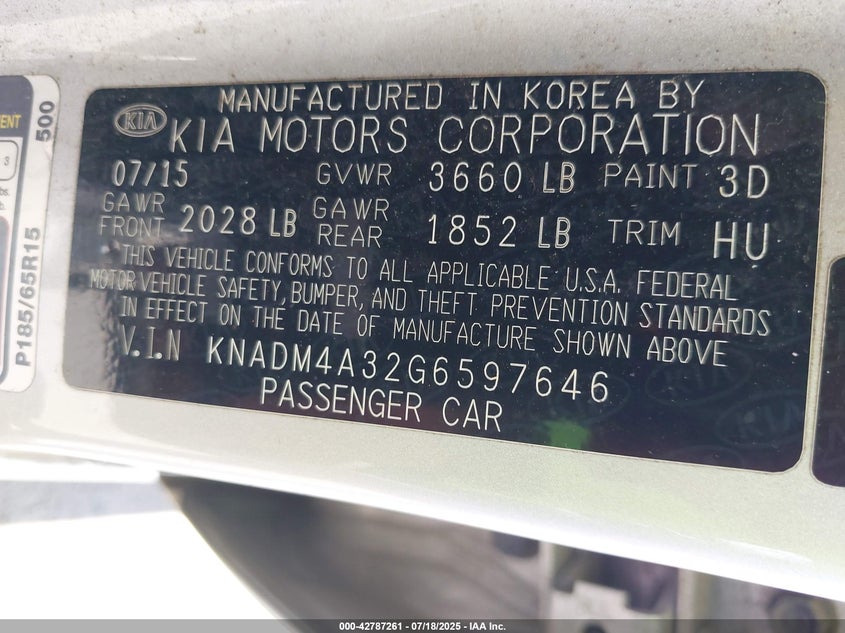 MANUFACTURED IN KOREA BY
KIA KIA MOTORS CORPORATION
07/15 GVWR 3660 LB PAINT 3D
GAWR FRONT 2028 LB GAWR REAR 1852 LB TRIM HU
THIS VEHICLE CONFORMS TO ALL APPLICABLE U.S.A. FEDERAL
MOTOR VEHICLE SAFETY, BUMPER, AND THEFT PREVENTION STANDARDS
IN EFFECT ON THE DATE OF MANUFACTURE SHOWN ABOVE
V.I.N KNADM4A32G6597646
PASSENGER CAR
500
3
P185/65R15
000-42787261 - 07/18/2025 - IAA Inc.